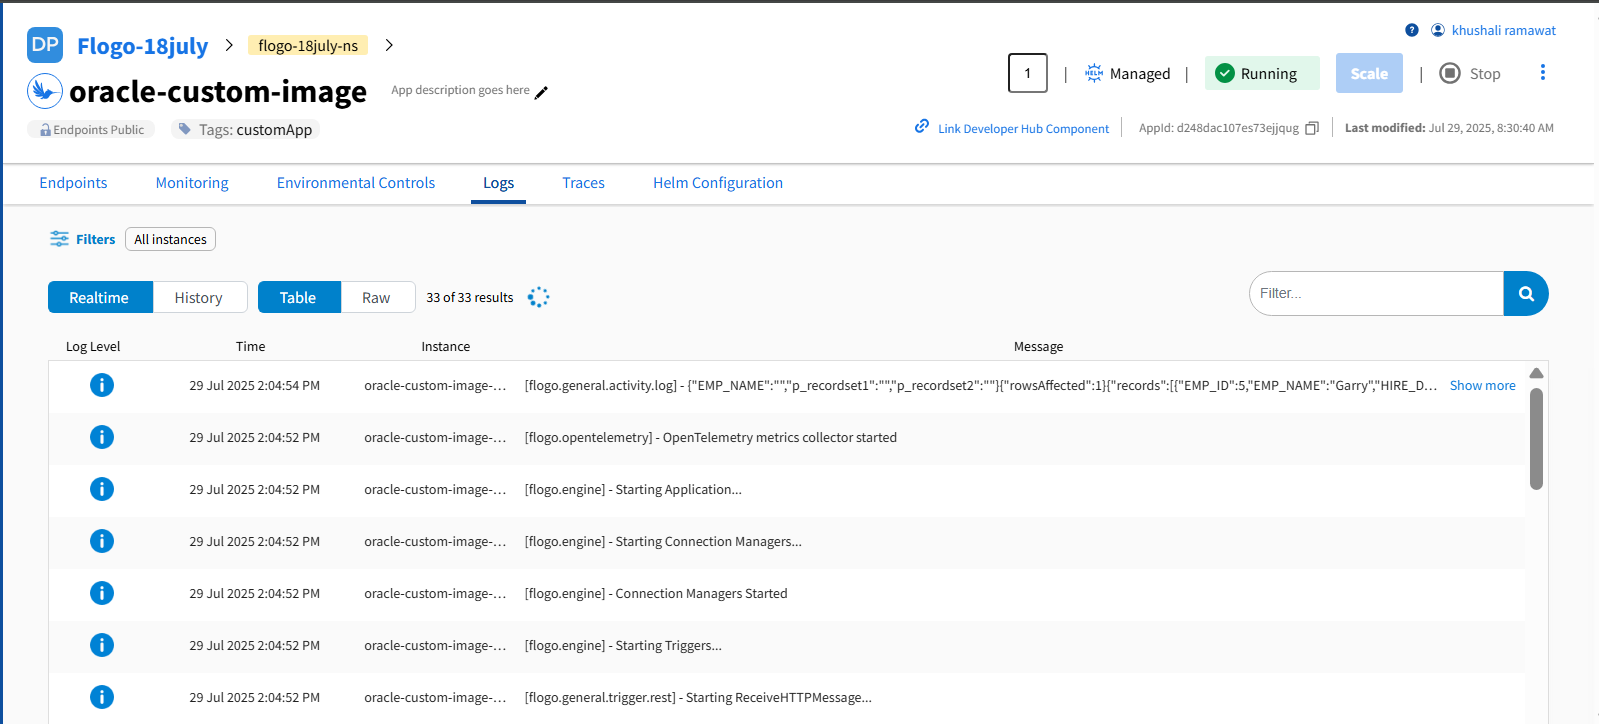 DP Flogo-18july > flogo-18july-ns >
? khushali ramawat
oracle-custom-image App description goes here
1 | HELM Managed | Running Scale | Stop
Endpoints Public Tags: customApp
Link Developer Hub Component AppId: d248dac107es73ejjqug Last modified: Jul 29, 2025, 8:30:40 AM
Endpoints Monitoring Environmental Controls Logs Traces Helm Configuration
Filters All instances
Realtime History Table Raw 33 of 33 results Filter...
Log Level Time Instance Message
29 Jul 2025 2:04:54 PM oracle-custom-image-... [flogo.general.activity.log] - {"EMP_NAME":"","p_recordset1":"","p_recordset2":""}{"rowsAffected":1}{"records":[{"EMP_ID":5,"EMP_NAME":"Garry","HIRE_D... Show more
29 Jul 2025 2:04:52 PM oracle-custom-image-... [flogo.opentelemetry] - OpenTelemetry metrics collector started
29 Jul 2025 2:04:52 PM oracle-custom-image-... [flogo.engine] - Starting Application...
29 Jul 2025 2:04:52 PM oracle-custom-image-... [flogo.engine] - Starting Connection Managers...
29 Jul 2025 2:04:52 PM oracle-custom-image-... [flogo.engine] - Connection Managers Started
29 Jul 2025 2:04:52 PM oracle-custom-image-... [flogo.engine] - Starting Triggers...
29 Jul 2025 2:04:52 PM oracle-custom-image-... [flogo.general.trigger.rest] - Starting ReceiveHTTPMessage...